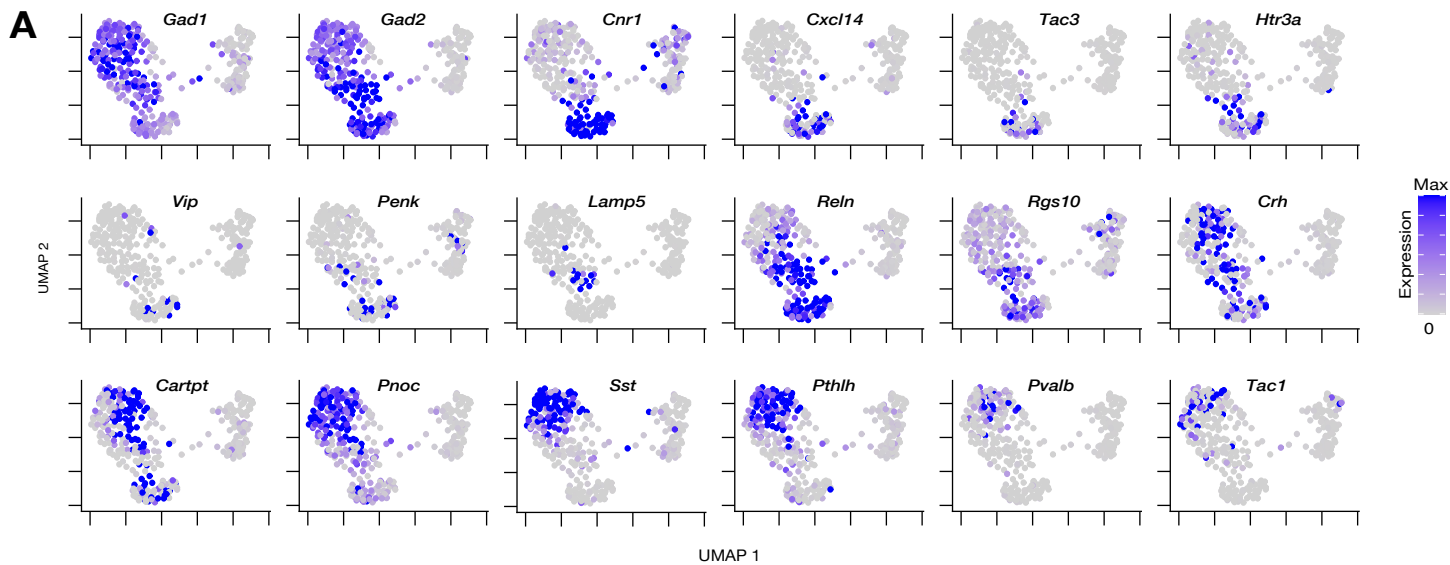 A
Gad1 Gad2 Cnr1 Cxcl14 Tac3 Htr3a
Vip Penk Lamp5 Reln Rgs10 Crh
Cartpt Pnoc Sst Pthlh Pvalb Tac1
UMAP 2
UMAP 1
Max
Expression
0